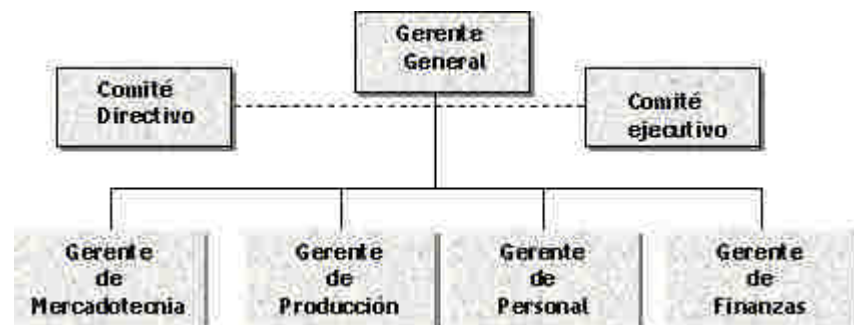 Gerente
General
Comité
Directivo
Comité
ejecutivo
Gerente
de
Mercadotecnia
Gerente
de
Producción
Gerente
de
Personal
Gerente
de
Finanzas